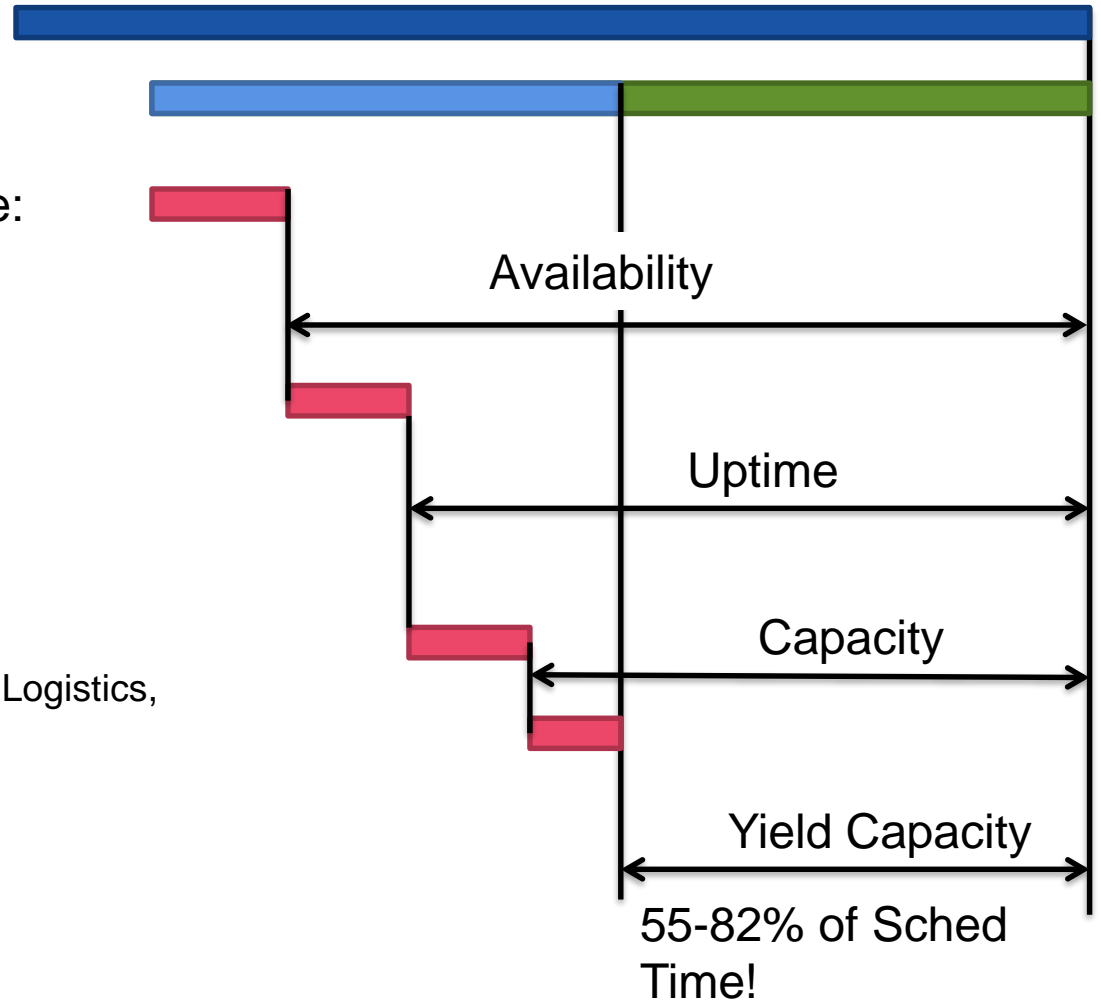 e:
Availability
Uptime
Capacity
Logistics,
Yield Capacity
55-82% of Sched
Time!